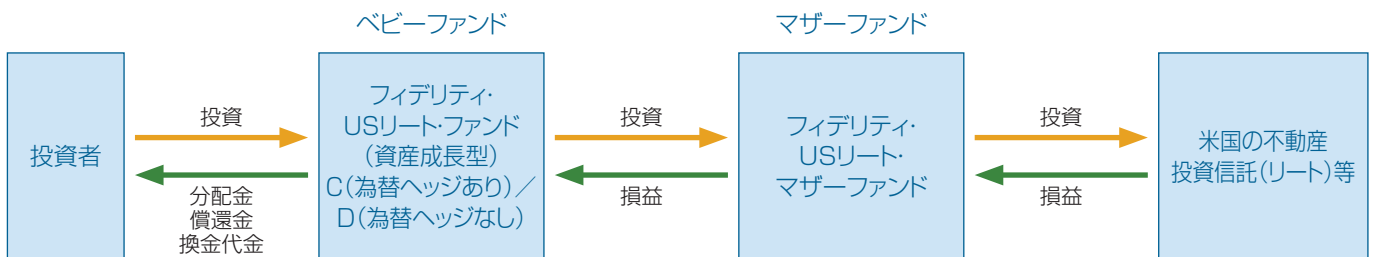 ベビーファンド
マザーファンド
投資者
投資
分配金
償還金
換金代金
フィデリティ・
USリート・ファンド
（資産成長型）
C（為替ヘッジあり）／
D（為替ヘッジなし）
投資
損益
フィデリティ・
USリート・
マザーファンド
投資
損益
米国の不動産
投資信託（リート）等